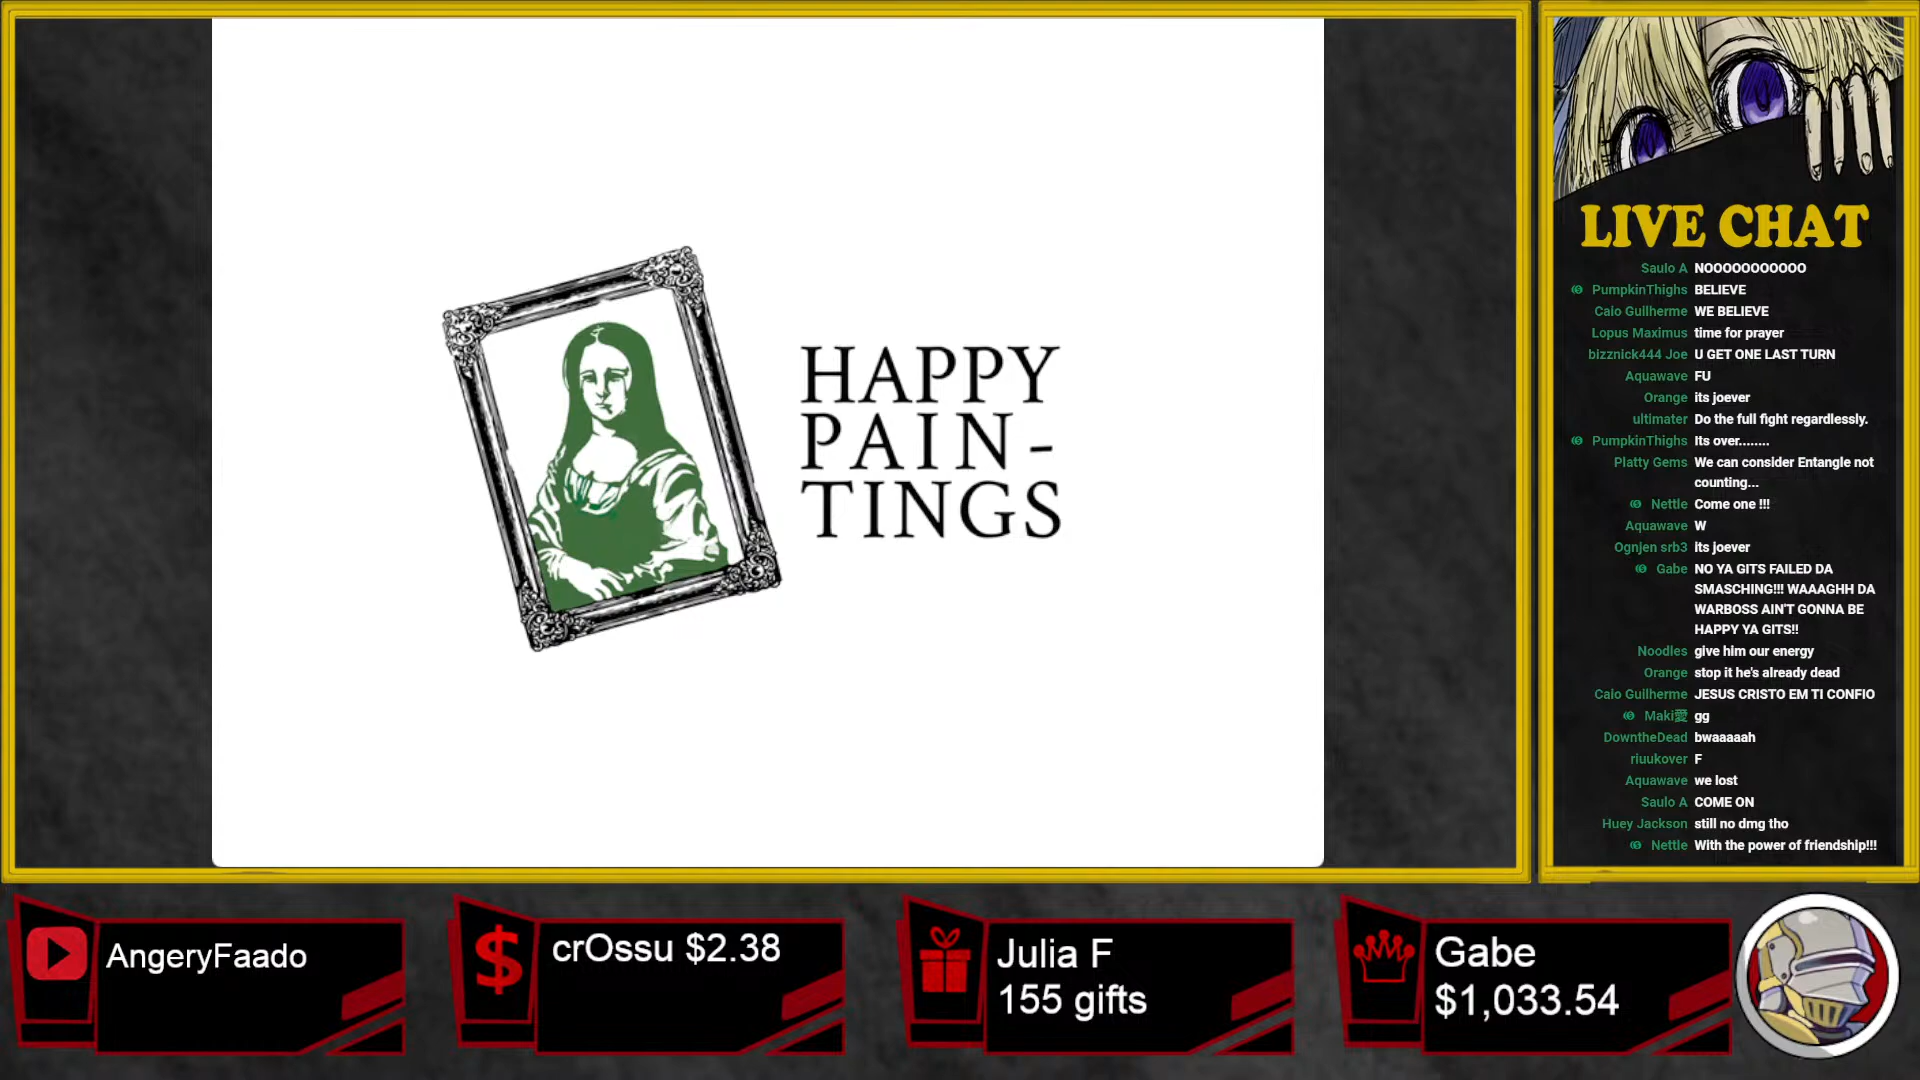 HAPPY
PAIN-
TINGS
LIVE CHAT
Saulo A NOOOOOOOOOOO
PumpkinThighs BELIEVE
Caio Guilherme WE BELIEVE
Lopus Maximus time for prayer
bizznick444 Joe U GET ONE LAST TURN
Aquawave FU
Orange its joever
ultimater Do the full fight regardlessly.
PumpkinThighs Its over........
Platty Gems We can consider Entangle not
counting...
Nettle Come one !!!
Aquawave W
Ognjen srb3 its joever
Gabe NO YA GITS FAILED DA
SMASCHING!!! WAAAGHH DA
WARBOSS AIN'T GONNA BE
HAPPY YA GITS!!
Noodles give him our energy
Orange stop it he's already dead
Caio Guilherme JESUS CRISTO EM TI CONFIO
Maki愛 gg
DowntheDead bwaaaaah
riuukover F
Aquawave we lost
Saulo A COME ON
Huey Jackson still no dmg tho
Nettle With the power of friendship!!!
AngeryFaado
$
crOssu $2.38
Julia F
155 gifts
Gabe
$1,033.54